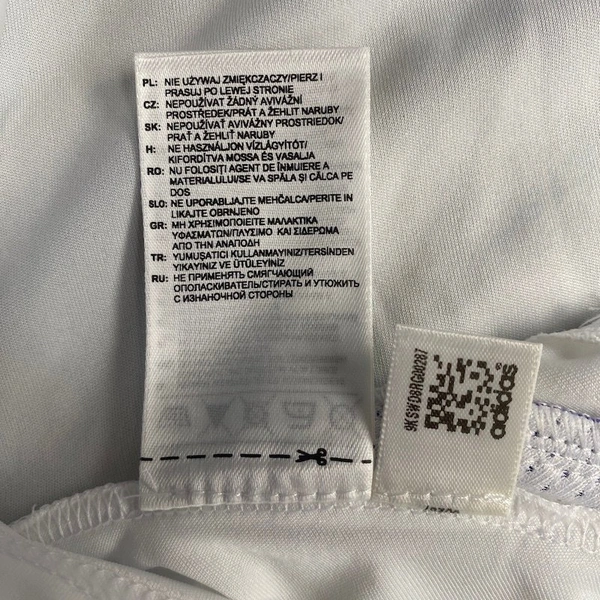 PL: NIE UŻYWAJ ZMIĘKCZACZY/PIERZ I
PRASUJ PO LEWEJ STRONIE
CZ: NEPOUŽÍVAT ŽÁDNÝ AVIVÁŽNÍ
PROSTŘEDEK/PRÁT A ŽEHLIT NARUBY
SK: NEPOUŽÍVAŤ AVIVÁŽNY PROSTRIEDOK/
PRAŤ A ŽEHLIŤ NARUBY
H: NE HASZNÁLJON VÍZLÁGYÍTÓT/
KIFORDÍTVA MOSSA ÉS VASALJA
RO: NU FOLOSIȚI AGENT DE ÎNMUIERE A
MATERIALULUI/SE VA SPĂLA ȘI CĂLCA PE
DOS
SLO: NE UPORABLJAJTE MEHČALCA/PERITE IN
LIKAJTE OBRNJENO
GR: ΜΗ ΧΡΗΣΙΜΟΠΟΙΕΙΤΕ ΜΑΛΑΚΤΙΚΑ
ΥΦΑΣΜΑΤΩΝ/ΠΛΥΣΙΜΟ ΚΑΙ ΣΙΔΕΡΩΜΑ
ΑΠΟ ΤΗΝ ΑΝΑΠΟΔΗ
TR: YUMUŞATICI KULLANMAYINIZ/TERSİNDEN
YIKAYINIZ VE ÜTÜLEYİNİZ
RU: НЕ ПРИМЕНЯТЬ СМЯГЧАЮЩИЙ
ОПОЛАСКИВАТЕЛЬ/СТИРАТЬ И УТЮЖИТЬ
С ИЗНАНОЧНОЙ СТОРОНЫ
9KSWD8RG00287
adidas